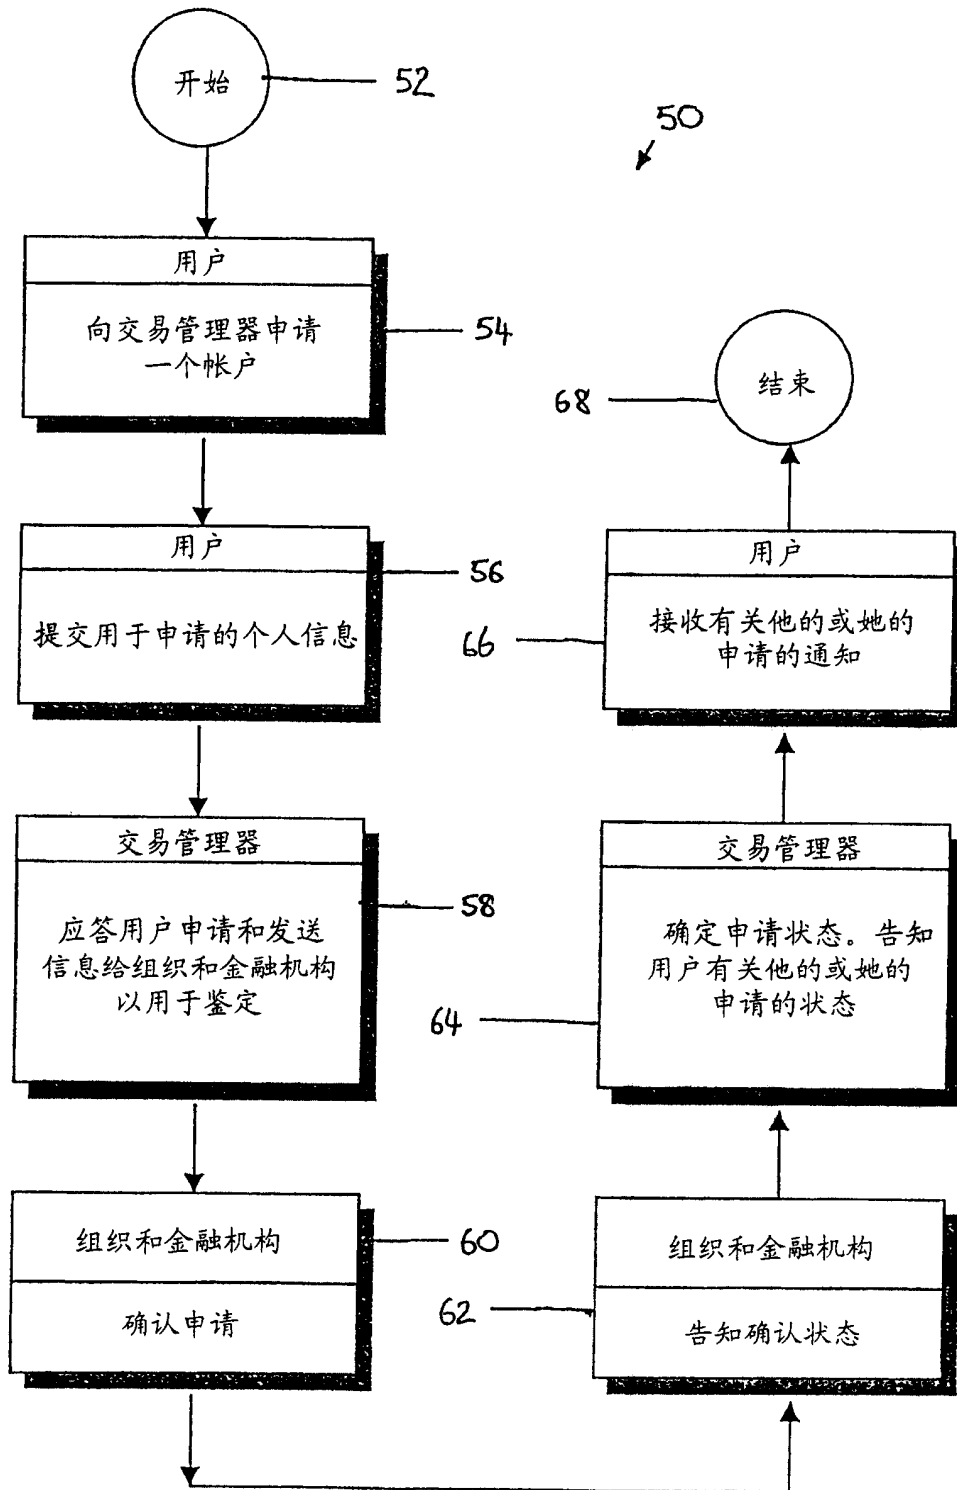 开始
52
50
用户
向交易管理器申请
一个帐户
54
用户
提交用于申请的个人信息
56
交易管理器
应答用户申请和发送
信息给组织和金融机构
以用于鉴定
58
组织和金融机构
确认申请
60
组织和金融机构
告知确认状态
62
交易管理器
确定申请状态。告知
用户有关他的或她的
申请的状态
64
用户
接收有关他的或她的
申请的通知
66
结束
68